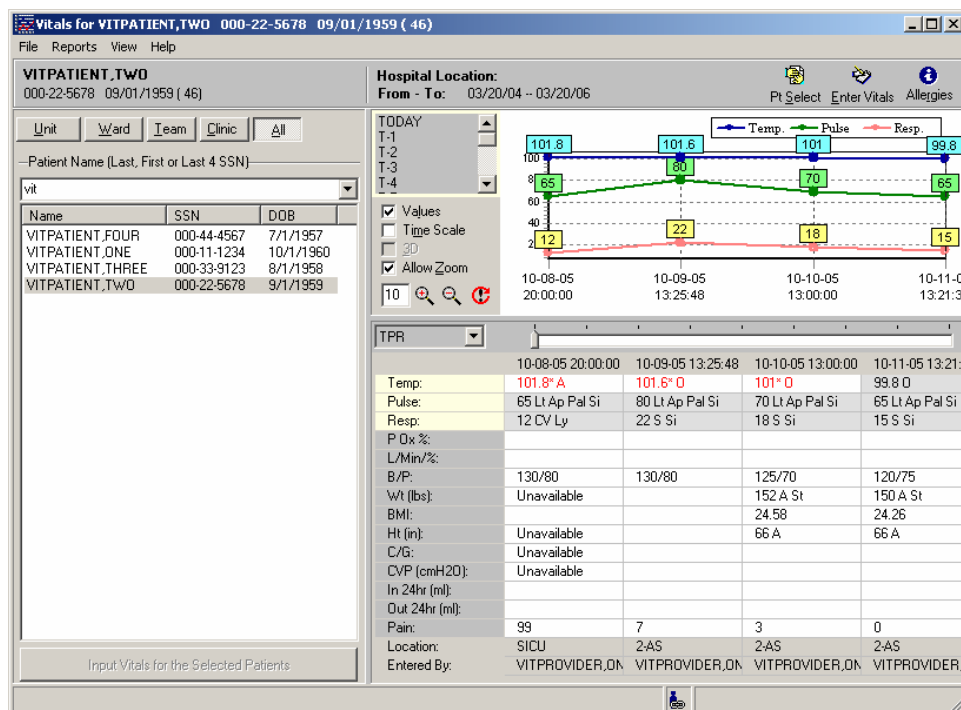 Vitals for VITPATIENT,TWO 000-22-5678 09/01/1959 ( 46)
File Reports View Help
VITPATIENT,TWO
000-22-5678 09/01/1959 ( 46)
Hospital Location:
From - To: 03/20/04 -- 03/20/06
Pt Select Enter Vitals Allergies
Unit Ward Team Clinic All
Patient Name (Last, First or Last 4 SSN)
vit
Name SSN DOB
VITPATIENT,FOUR 000-44-4567 7/1/1957
VITPATIENT,ONE 000-11-1234 10/1/1960
VITPATIENT,THREE 000-33-9123 8/1/1958
VITPATIENT,TWO 000-22-5678 9/1/1959
Input Vitals for the Selected Patients
TODAY
T-1
T-2
T-3
T-4
Values
Time Scale
3D
Allow Zoom
10
Temp. Pulse Resp.
101.8 101.6 101 99.8
100
80
65 70 65
60
40
22 18 15
12
10-08-05 10-09-05 10-10-05 10-11-0
20:00:00 13:25:48 13:00:00 13:21:3
TPR
10-08-05 20:00:00 10-09-05 13:25:48 10-10-05 13:00:00 10-11-05 13:21:
Temp: 101.8* A 101.6* O 101* O 99.8 O
Pulse: 65 Lt Ap Pal Si 80 Lt Ap Pal Si 70 Lt Ap Pal Si 65 Lt Ap Pal Si
Resp: 12 CV Ly 22 S Si 18 S Si 15 S Si
P Ox %:
L/Min/%:
B/P: 130/80 130/80 125/70 120/75
Wt (lbs): Unavailable 152 A St 150 A St
BMI: 24.58 24.26
Ht (in): Unavailable 66 A 66 A
C/G: Unavailable
CVP (cmH2O): Unavailable
In 24hr (ml):
Out 24hr (ml):
Pain: 99 7 3 0
Location: SICU 2-AS 2-AS 2-AS
Entered By: VITPROVIDER,ON VITPROVIDER,ON VITPROVIDER,ON VITPROVIDER,